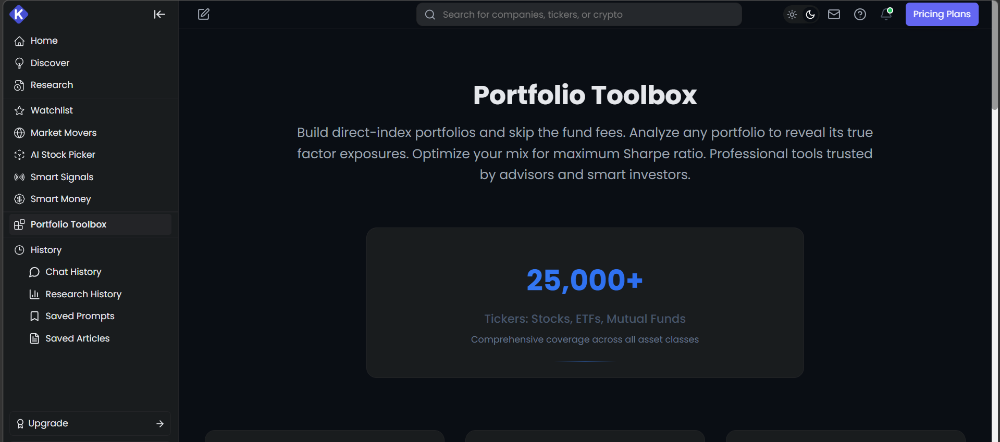 K
Home
Discover
Research
Watchlist
Market Movers
AI Stock Picker
Smart Signals
Smart Money
Portfolio Toolbox
History
Chat History
Research History
Saved Prompts
Saved Articles
Upgrade
Search for companies, tickers, or crypto
Pricing Plans
Portfolio Toolbox
Build direct-index portfolios and skip the fund fees. Analyze any portfolio to reveal its true
factor exposures. Optimize your mix for maximum Sharpe ratio. Professional tools trusted
by advisors and smart investors.
25,000+
Tickers: Stocks, ETFs, Mutual Funds
Comprehensive coverage across all asset classes